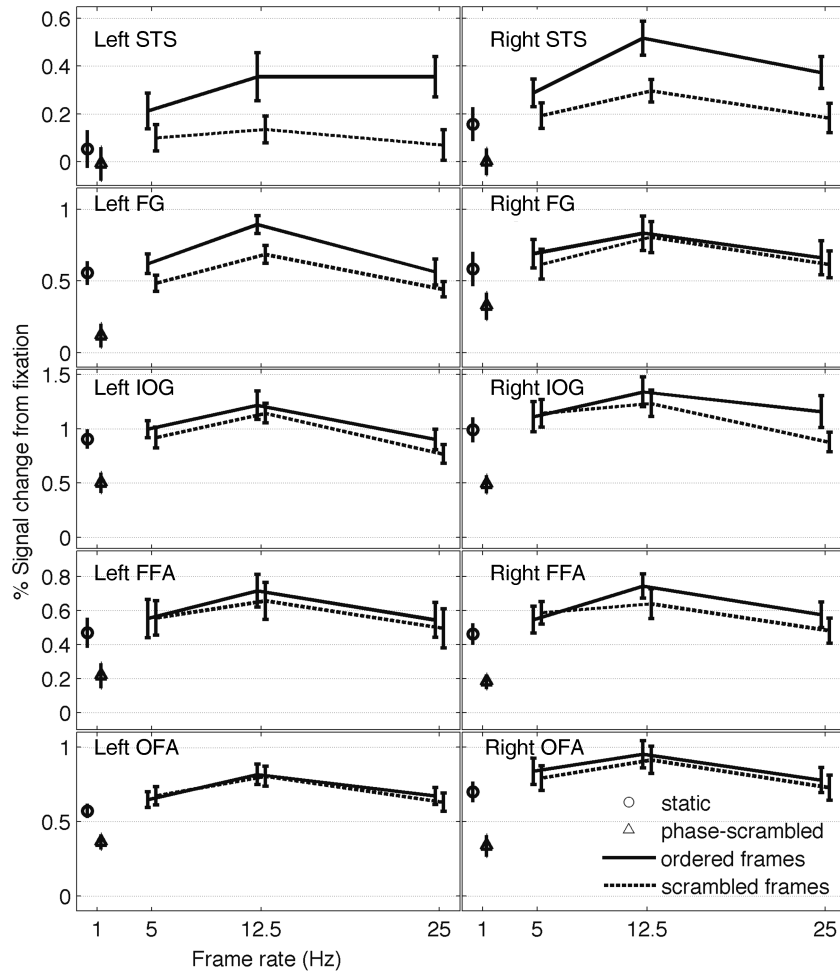 Left STS
Right STS
0.6
0.4
0.2
0
Left FG
Right FG
1
0.5
0
Left IOG
Right IOG
1.5
1
0.5
0
Left FFA
Right FFA
0.8
0.6
0.4
0.2
0
Left OFA
Right OFA
1
0.5
0
static
phase-scrambled
ordered frames
scrambled frames
1 5 12.5 25
1 5 12.5 25
Frame rate (Hz)
% Signal change from fixation